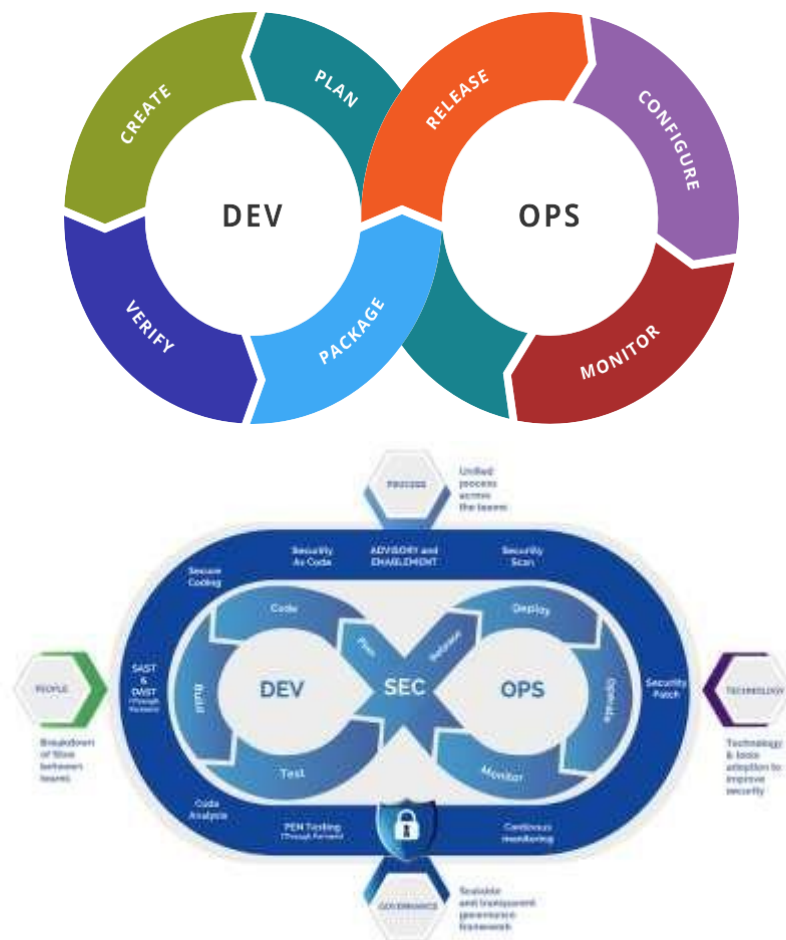 PLAN
CREATE
RELEASE
CONFIGURE
DEV
OPS
VERIFY
PACKAGE
MONITOR
PROCESS
Unified
process
across
the teams
Security
As Code
ADVISORY and
ENABLEMENT
Security
Scan
Secure
Coding
Code
Plan
Release
Deploy
PEOPLE
SAST
&
DAST
Build
DEV
SEC
OPS
Operate
Security
Patch
TECHNOLOGY
Breakdown
of Silos
between
teams
Technology
& tools
adoption to
improve
security
Test
Monitor
Code
Analysis
PEN Testing
monitoring
GOVERNANCE
Scalable
and transparent
governance
framework